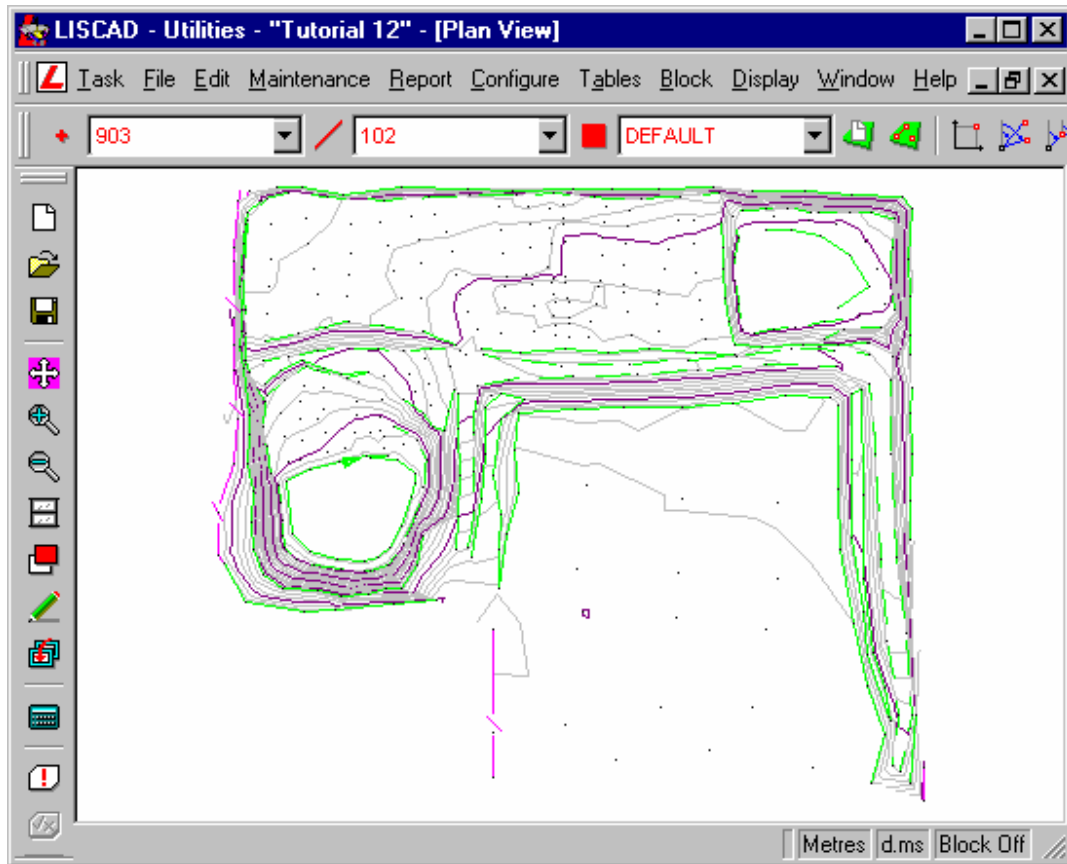 LISCAD - Utilities - "Tutorial 12" - [Plan View]
Task File Edit Maintenance Report Configure Tables Block Display Window Help
903 102 DEFAULT
Metres d.ms Block Off